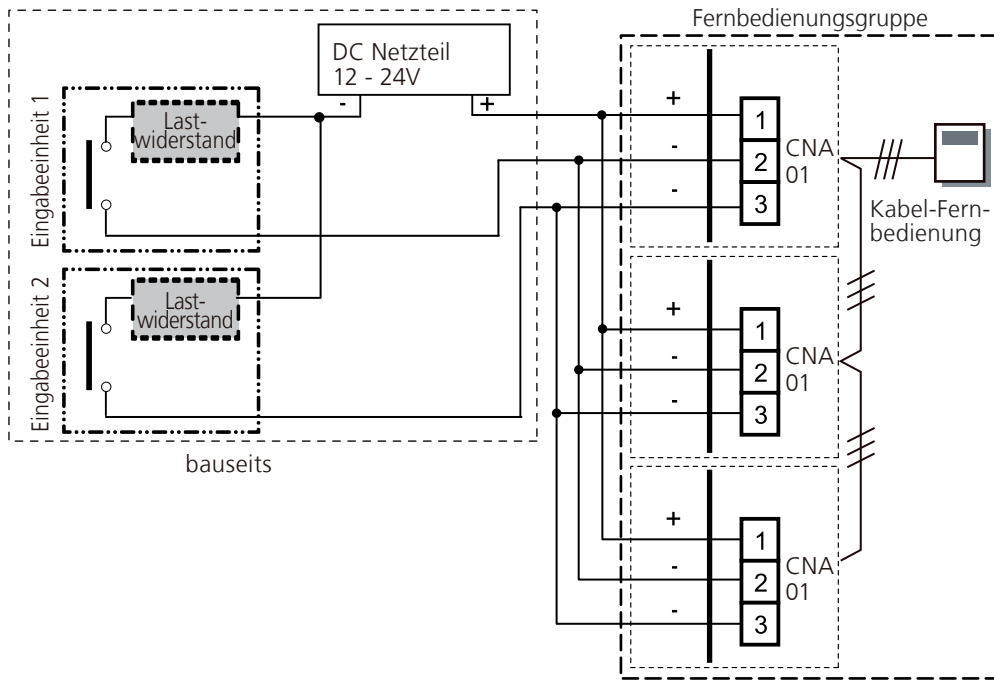 Fernbedienungsgruppe
DC Netzteil
12 - 24V
-
+
Eingabeeinheit 1
Last-
widerstand
Eingabeeinheit 2
Last-
widerstand
bauseits
+
-
-
1
2
3
CNA
01
Kabel-Fern-
bedienung
+
-
-
1
2
3
CNA
01
+
-
-
1
2
3
CNA
01